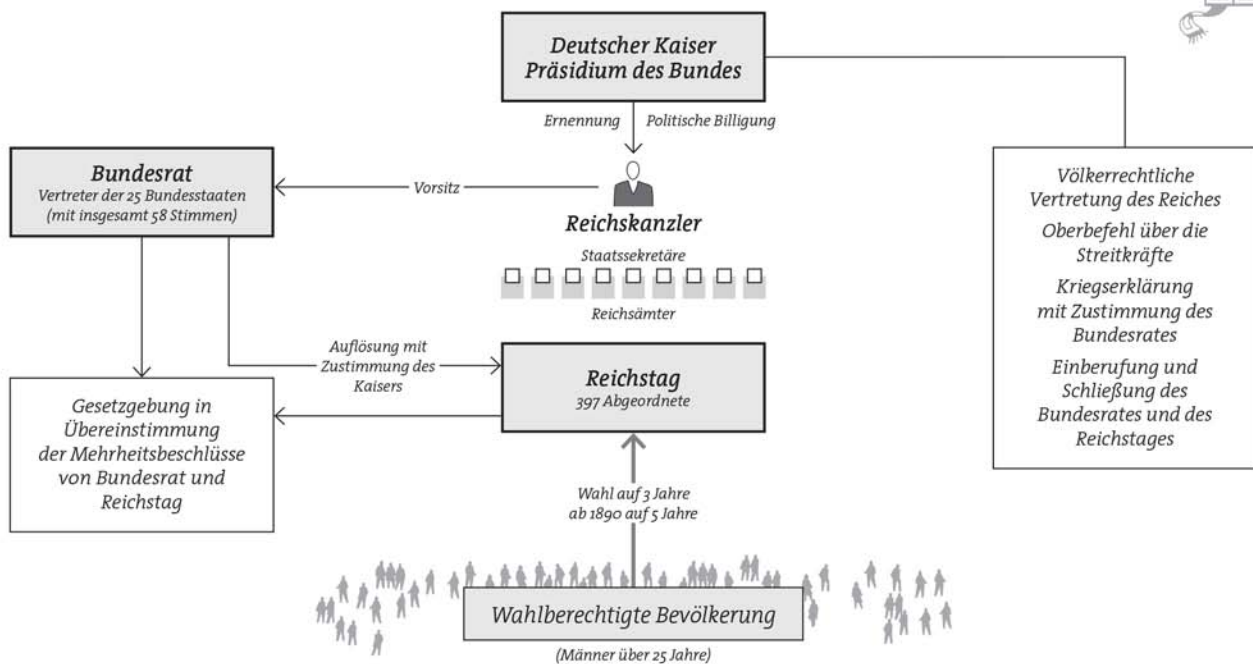 Deutscher Kaiser
Präsidium des Bundes
Ernennung
Politische Billigung
Bundesrat
Vertreter der 25 Bundesstaaten
(mit insgesamt 58 Stimmen)
Vorsitz
Reichskanzler
Staatssekretäre
Reichsämter
Völkerrechtliche
Vertretung des Reiches
Oberbefehl über die
Streitkräfte
Kriegserklärung
mit Zustimmung des
Bundesrates
Einberufung und
Schließung des
Bundesrates und des
Reichstages
Auflösung mit
Zustimmung des
Kaisers
Reichstag
397 Abgeordnete
Gesetzgebung in
Übereinstimmung
der Mehrheitsbeschlüsse
von Bundesrat und
Reichstag
Wahl auf 3 Jahre
ab 1890 auf 5 Jahre
Wahlberechtigte Bevölkerung
(Männer über 25 Jahre)